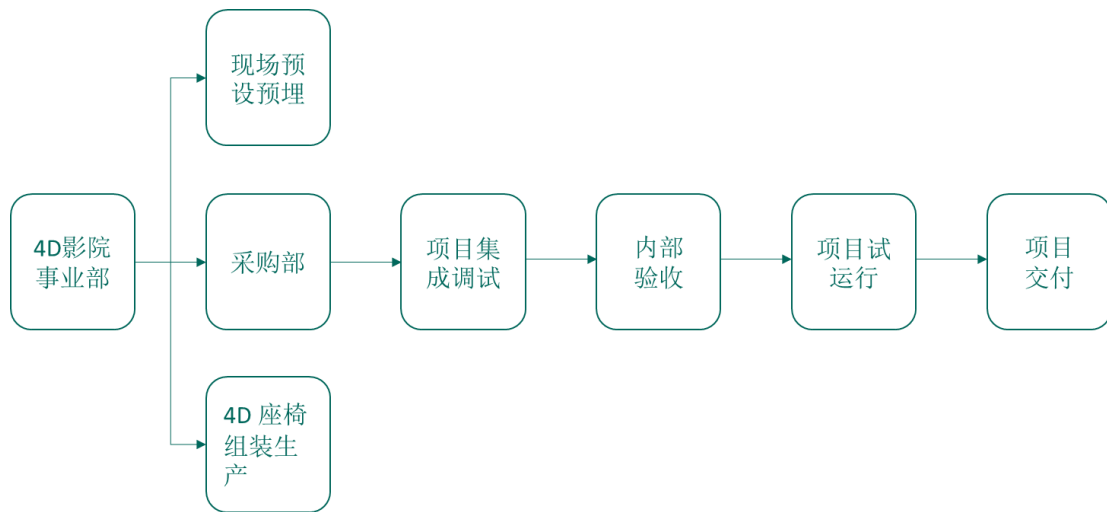 现场预
设预埋
4D影院
事业部
采购部
项目集
成调试
内部
验收
项目试
运行
项目
交付
4D 座椅
组装生
产